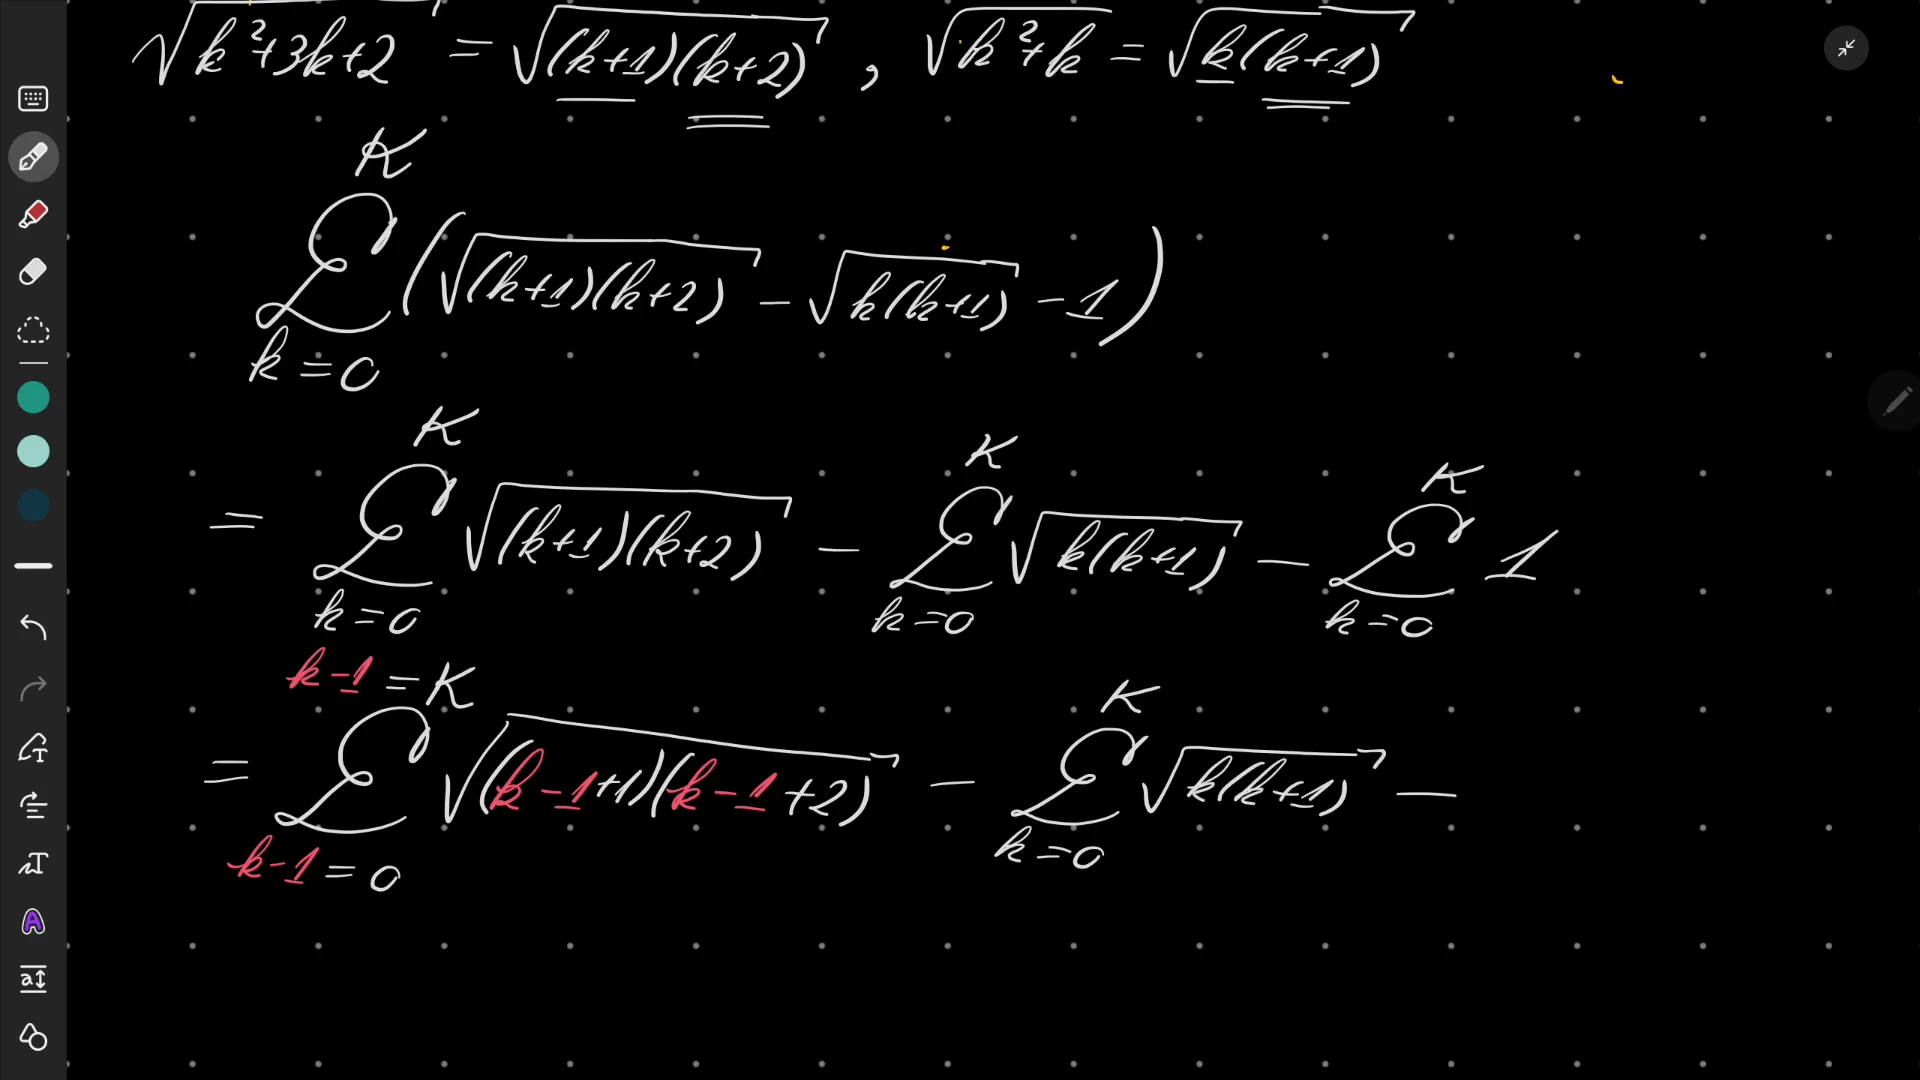 √(k²+3k+2) = √((k+1)(k+2)) , √(k²+k) = √(k(k+1))
K
∑ (√((k+1)(k+2)) − √(k(k+1)) − 1)
k=0
K K K
= ∑ √((k+1)(k+2)) − ∑ √(k(k+1)) − ∑ 1
k=0 k=0 k=0
k-1=K K
= ∑ √((k-1+1)(k-1+2)) − ∑ √(k(k+1)) −
k-1=0 k=0